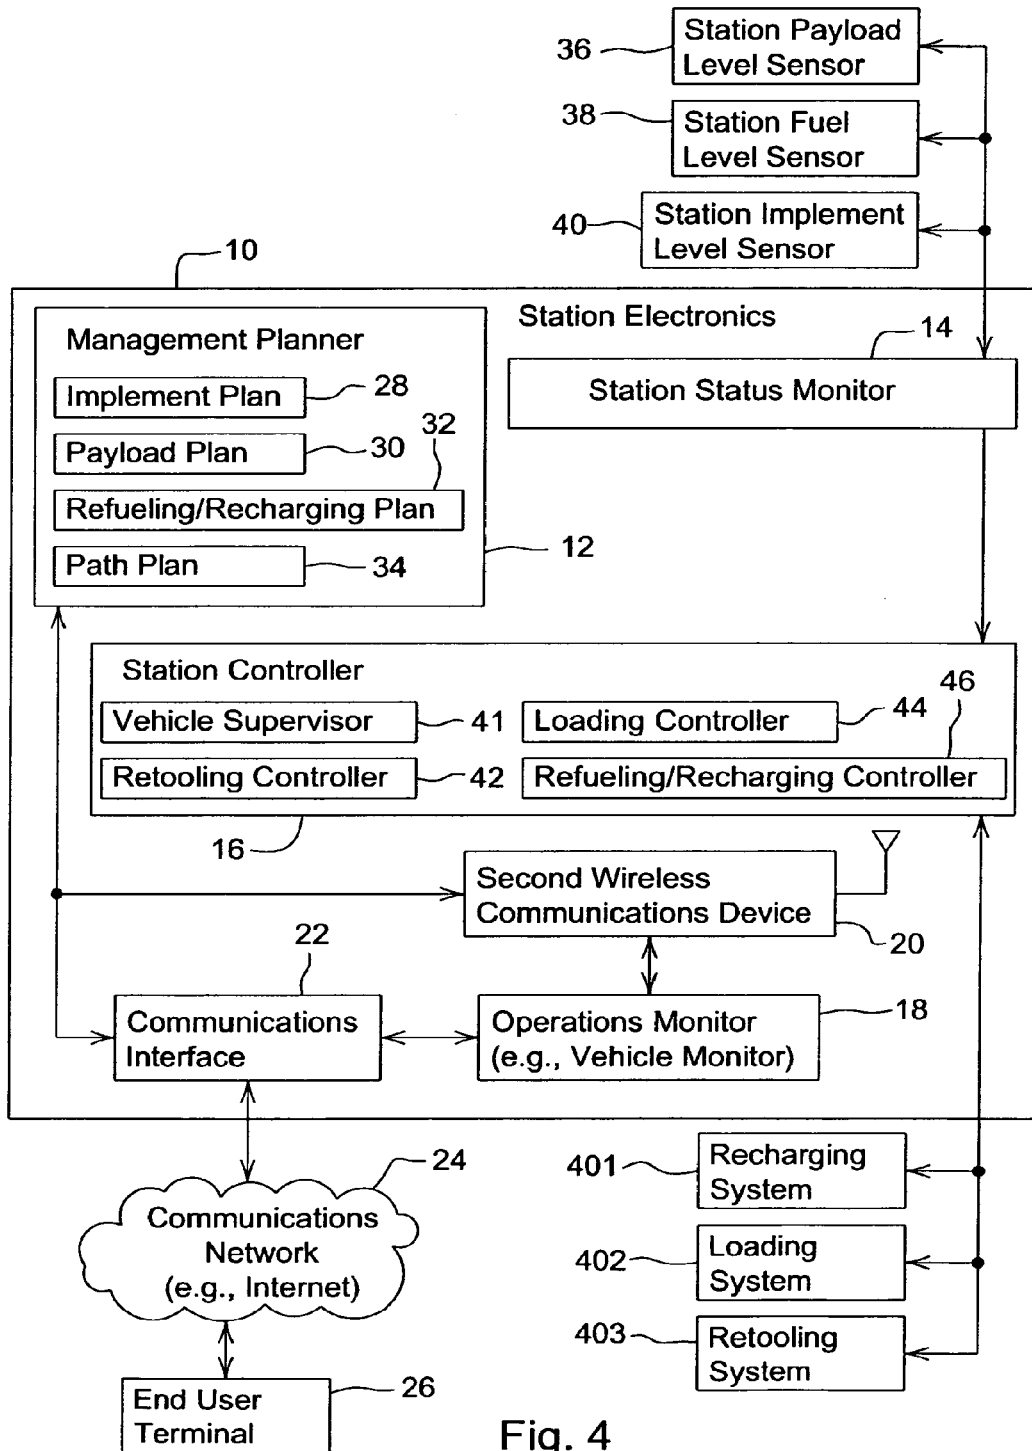 36
Station Payload
Level Sensor
38
Station Fuel
Level Sensor
40
Station Implement
Level Sensor
10
Station Electronics
14
Station Status Monitor
Management Planner
Implement Plan
28
Payload Plan
30
32
Refueling/Recharging Plan
Path Plan
34
12
Station Controller
Vehicle Supervisor
41
Loading Controller
44
46
Retooling Controller
42
Refueling/Recharging Controller
16
Second Wireless
Communications Device
20
22
Communications
Interface
Operations Monitor
(e.g., Vehicle Monitor)
18
24
Communications
Network
(e.g., Internet)
401
Recharging
System
402
Loading
System
403
Retooling
System
End User
Terminal
26
Fig. 4